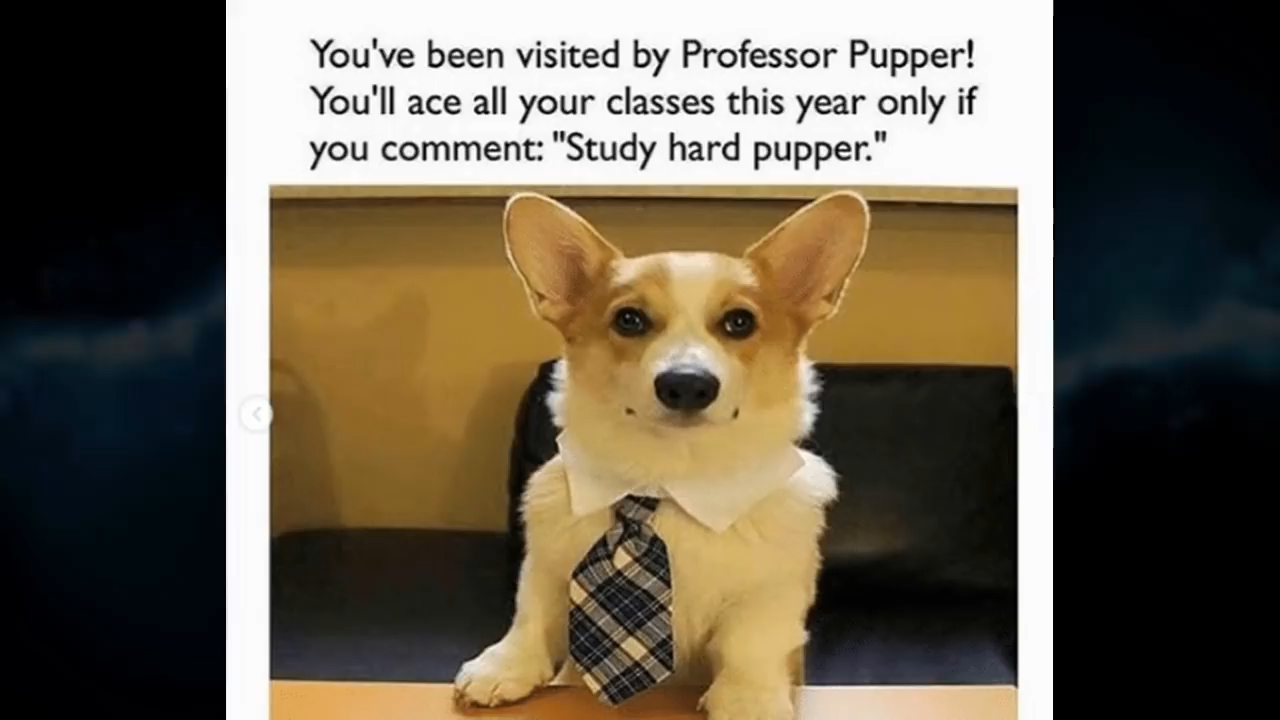 You've been visited by Professor Pupper!
You'll ace all your classes this year only if
you comment: "Study hard pupper."